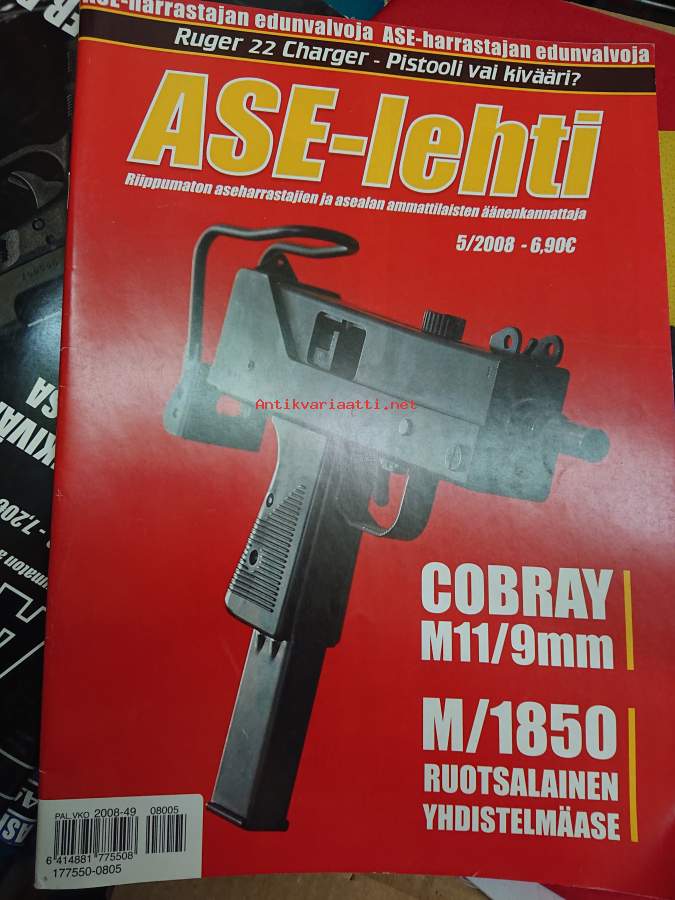 ASE-harrastajan edunvalvoja ASE-harrastajan edunvalvoja
Ruger 22 Charger - Pistooli vai kivääri?
ASE-lehti
Riippumaton aseharrastajien ja asealan ammattilaisten äänenkannattaja
5/2008 - 6,90€
Antikvariaatti.net
COBRAY
M11/9mm
M/1850
RUOTSALAINEN
YHDISTELMÄASE
PAL.VKO 2008-49 08005
6 414881 775508
177550-0805